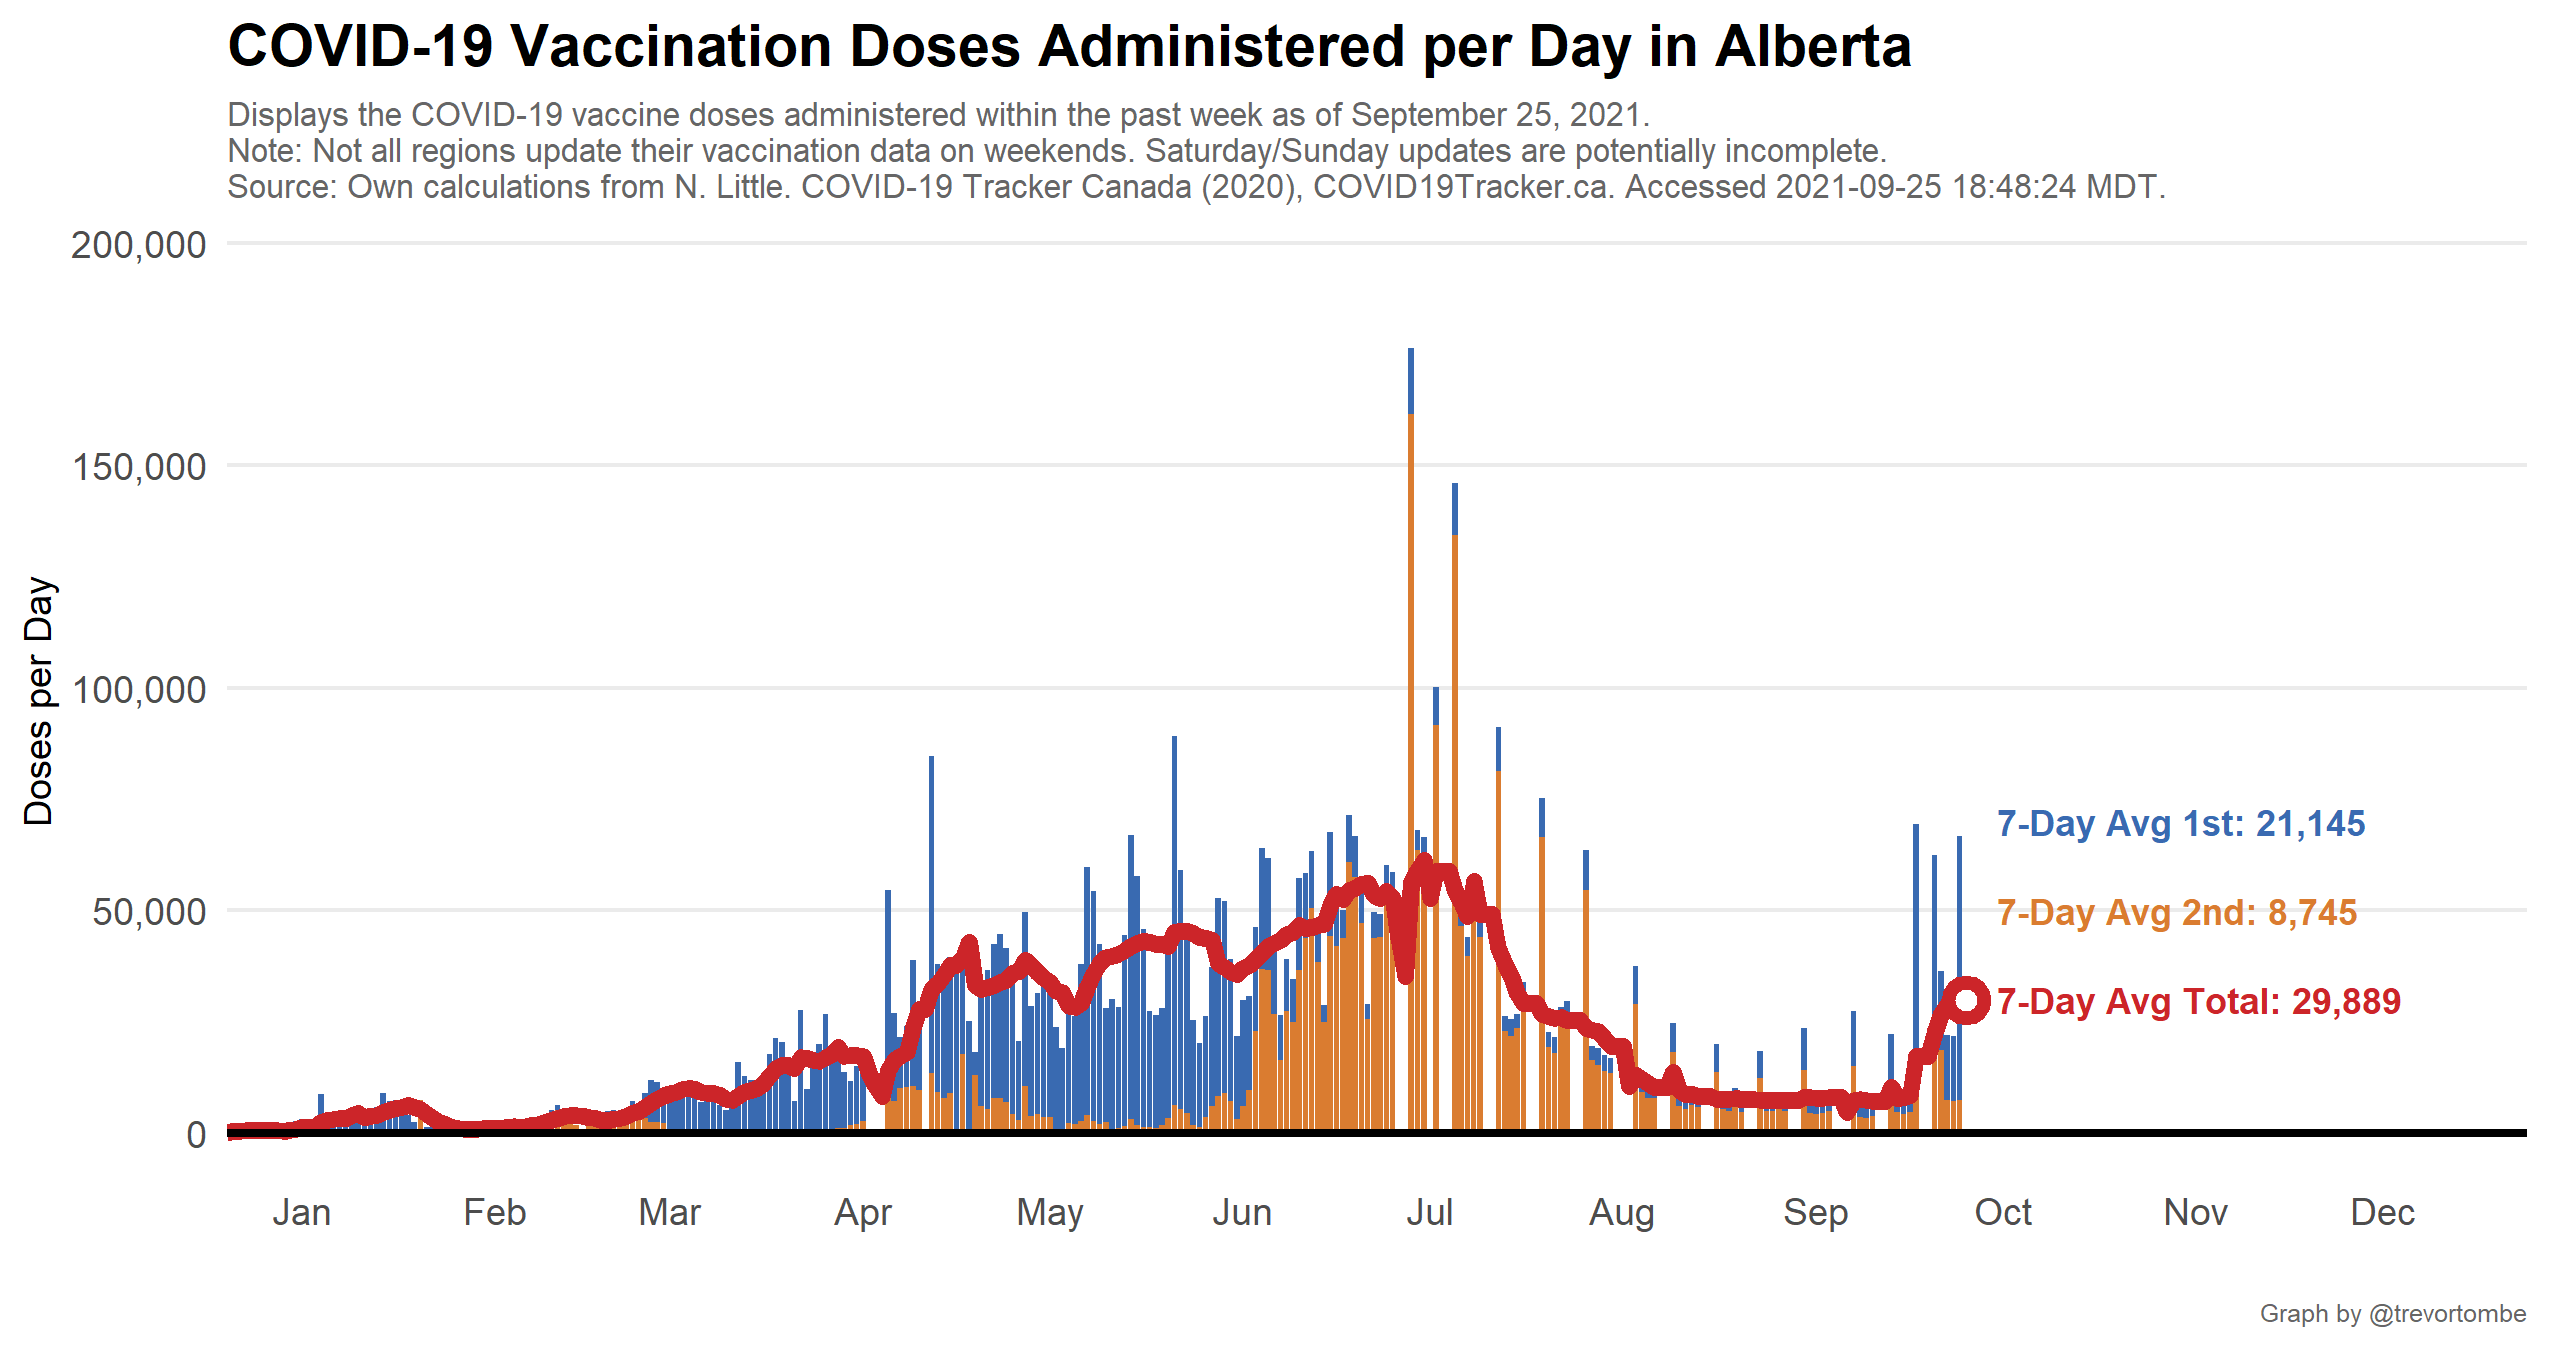 COVID-19 Vaccination Doses Administered per Day in Alberta
Displays the COVID-19 vaccine doses administered within the past week as of September 25, 2021.
Note: Not all regions update their vaccination data on weekends. Saturday/Sunday updates are potentially incomplete.
Source: Own calculations from N. Little. COVID-19 Tracker Canada (2020), COVID19Tracker.ca. Accessed 2021-09-25 18:48:24 MDT.
200,000
150,000
100,000
50,000
0
Doses per Day
7-Day Avg 1st: 21,145
7-Day Avg 2nd: 8,745
7-Day Avg Total: 29,889
Jan Feb Mar Apr May Jun Jul Aug Sep Oct Nov Dec
Graph by @trevortombe